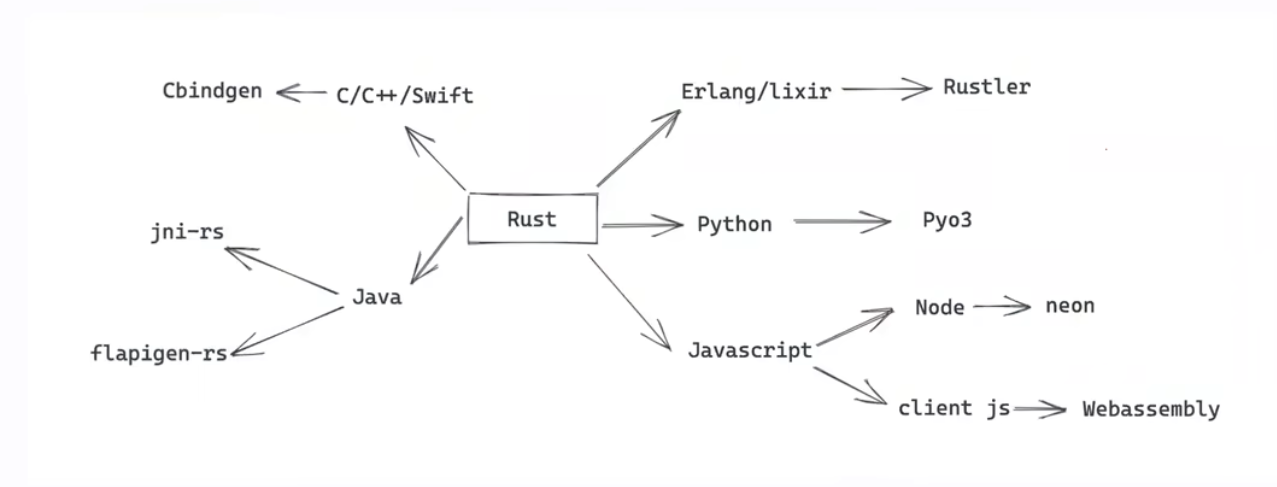 Cbindgen
C/C++/Swift
Erlang/lixir
Rustler
Rust
jni-rs
Python
Pyo3
Java
flapigen-rs
Javascript
Node
neon
client js
Webassembly